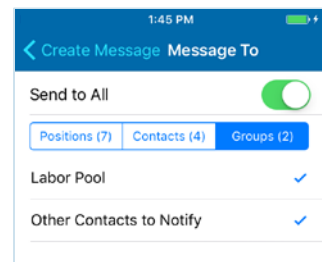 1:45 PM
Create Message Message To
Send to All
Positions (7) Contacts (4) Groups (2)
Labor Pool
Other Contacts to Notify